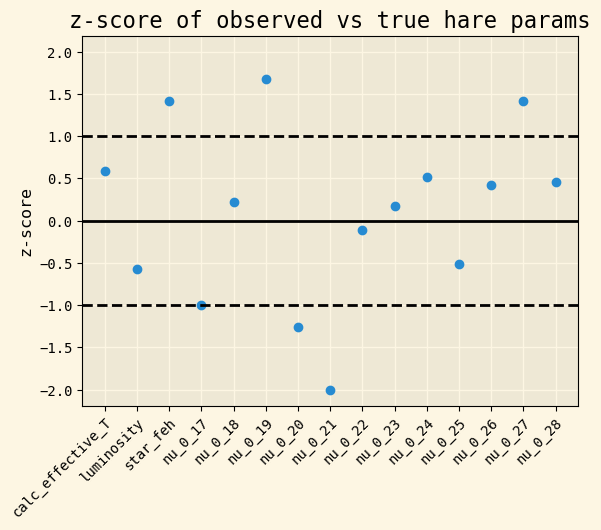 z-score of observed vs true hare params
z-score
2.0
1.5
1.0
0.5
0.0
−0.5
−1.0
−1.5
−2.0
calc_effective_T
luminosity
star_feh
nu_0_17
nu_0_18
nu_0_19
nu_0_20
nu_0_21
nu_0_22
nu_0_23
nu_0_24
nu_0_25
nu_0_26
nu_0_27
nu_0_28